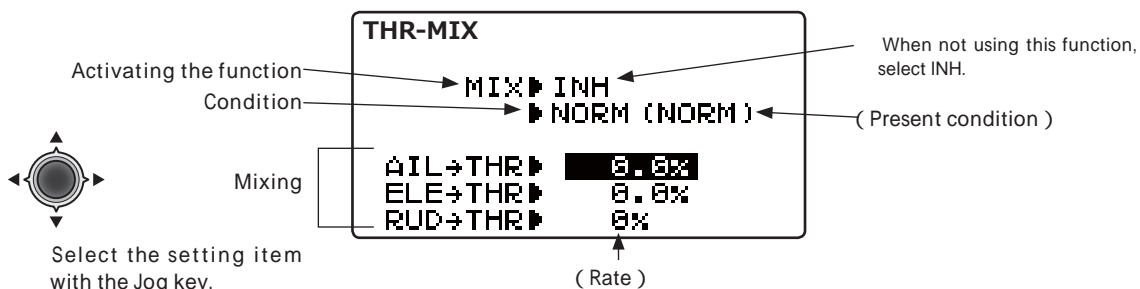 THR-MIX
Activating the function
MIX▶INH
When not using this function,
select INH.
Condition
▶NORM (NORM)
( Present condition )
Mixing
AIL→THR▶ 0.0%
ELE→THR▶ 0.0%
RUD→THR▶ 0%
Select the setting item
with the Jog key.
( Rate )